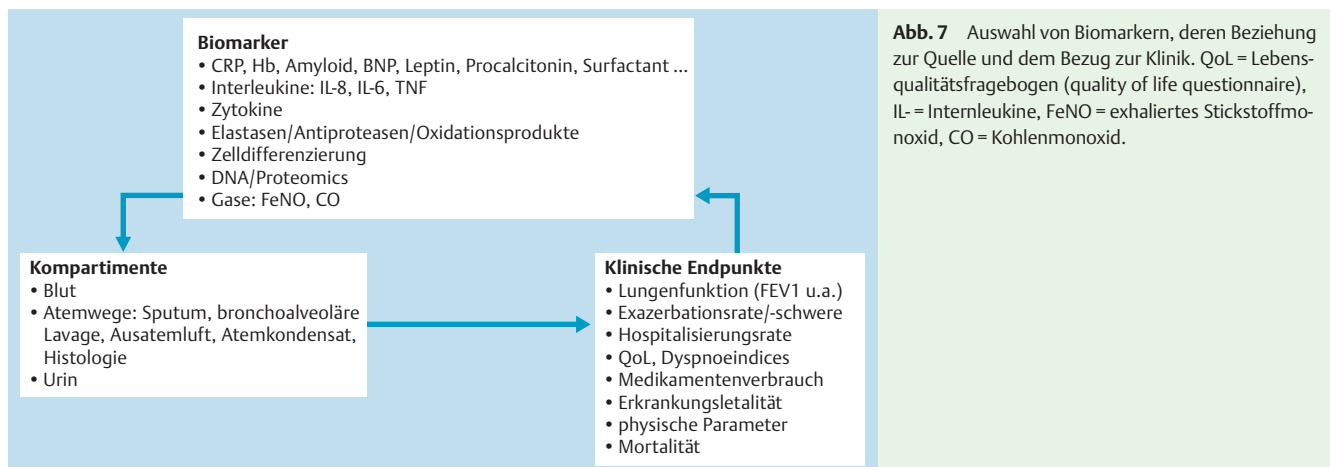 Biomarker
• CRP, Hb, Amyloid, BNP, Leptin, Procalcitonin, Surfactant ...
• Interleukine: IL-8, IL-6, TNF
• Zytokine
• Elastasen/Antiproteasen/Oxidationsprodukte
• Zelldifferenzierung
• DNA/Proteomics
• Gase: FeNO, CO
Kompartimente
• Blut
• Atemwege: Sputum, bronchoalveoläre
Lavage, Ausatemluft, Atemkondensat,
Histologie
• Urin
Klinische Endpunkte
• Lungenfunktion (FEV1 u.a.)
• Exazerbationsrate/-schwere
• Hospitalisierungsrate
• QoL, Dyspnoeindices
• Medikamentenverbrauch
• Erkrankungsletalität
• physische Parameter
• Mortalität
Abb. 7 Auswahl von Biomarkern, deren Beziehung
zur Quelle und dem Bezug zur Klinik. QoL = Lebens-
qualitätsfragebogen (quality of life questionnaire),
IL- = Internleukine, FeNO = exhaliertes Stickstoffmo-
noxid, CO = Kohlenmonoxid.